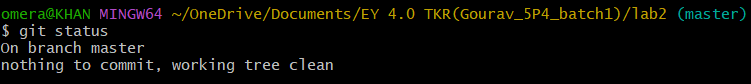 omera@KHAN MINGW64 ~/OneDrive/Documents/EY 4.0 TKR(Gourav_5P4_batch1)/lab2 (master)
$ git status
On branch master
nothing to commit, working tree clean